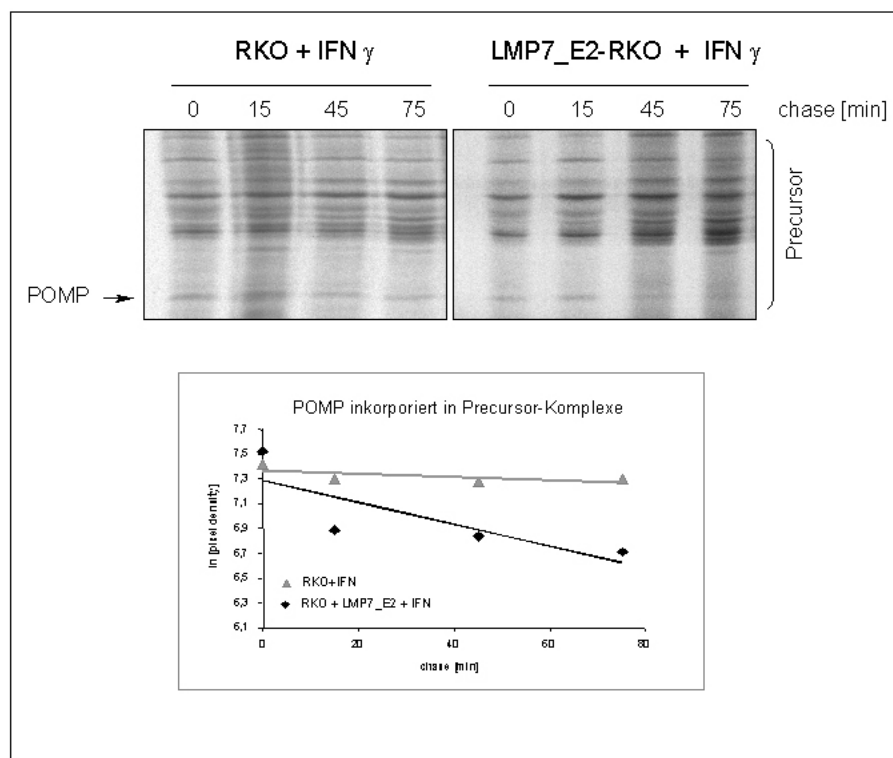 RKO + IFN γ LMP7_E2-RKO + IFN γ
0 15 45 75 0 15 45 75 chase [min]
Precursor
POMP
POMP inkorporiert in Precursor-Komplexe
7,7
7,5
7,3
7,1
6,9
6,7
6,5
6,3
6,1
ln [pixel density]
RKO+IFN
RKO + LMP7_E2 + IFN
0 20 40 60 80
chase [min]